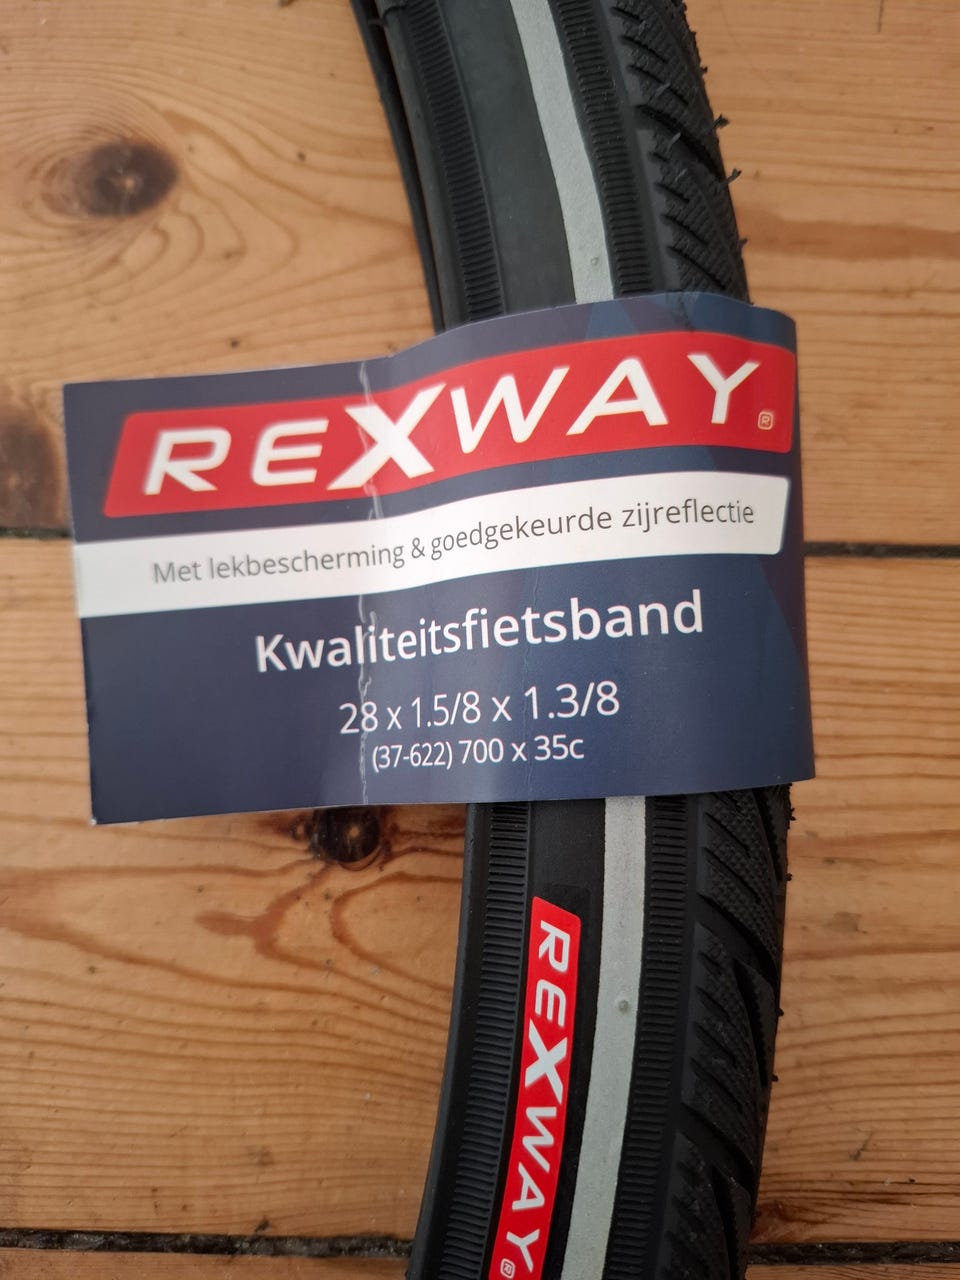 REXWAY®
Met lekbescherming & goedgekeurde zijreflectie
Kwaliteitsfietsband
28 x 1.5/8 x 1.3/8
(37-622) 700 x 35c
REXWAY®